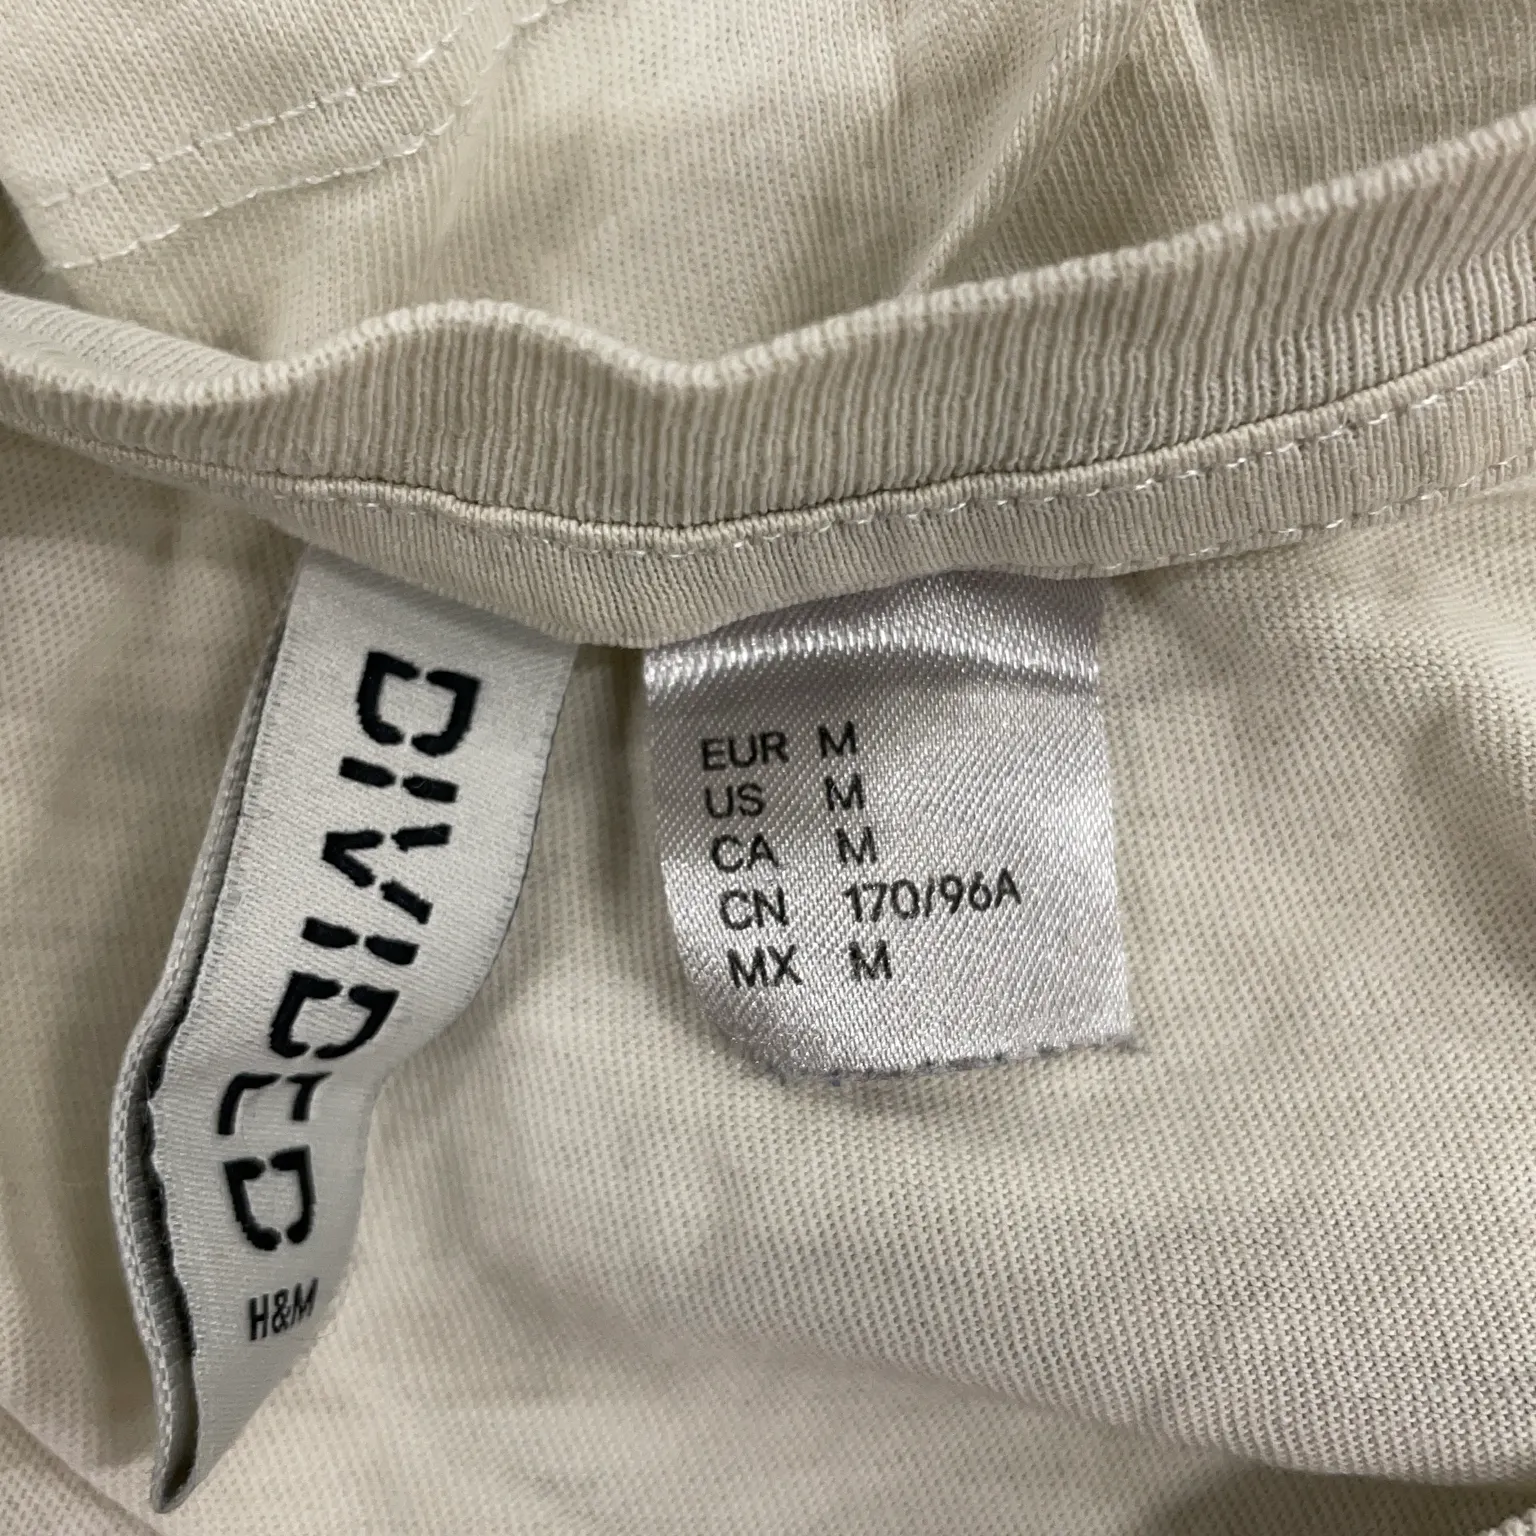 DIVIDED
H&M
EUR M
US M
CA M
CN 170/96A
MX M